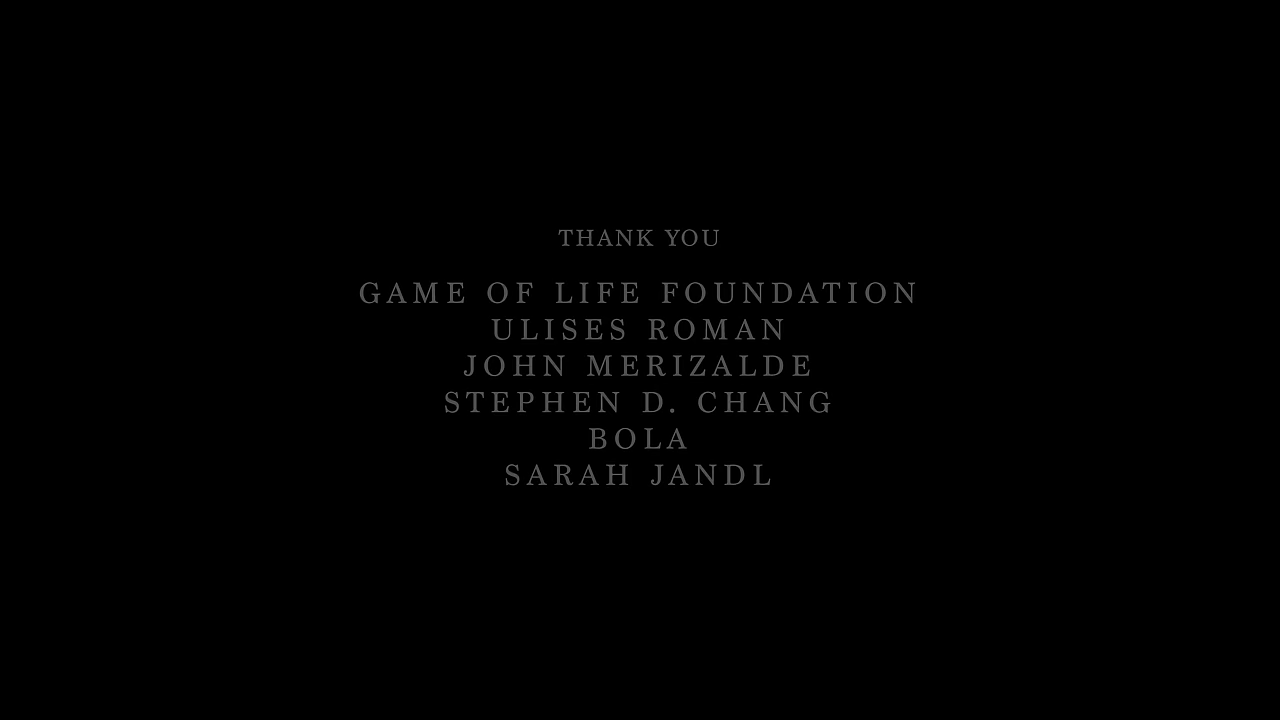 THANK YOU
GAME OF LIFE FOUNDATION
ULISES ROMAN
JOHN MERIZALDE
STEPHEN D. CHANG
BOLA
SARAH JANDL